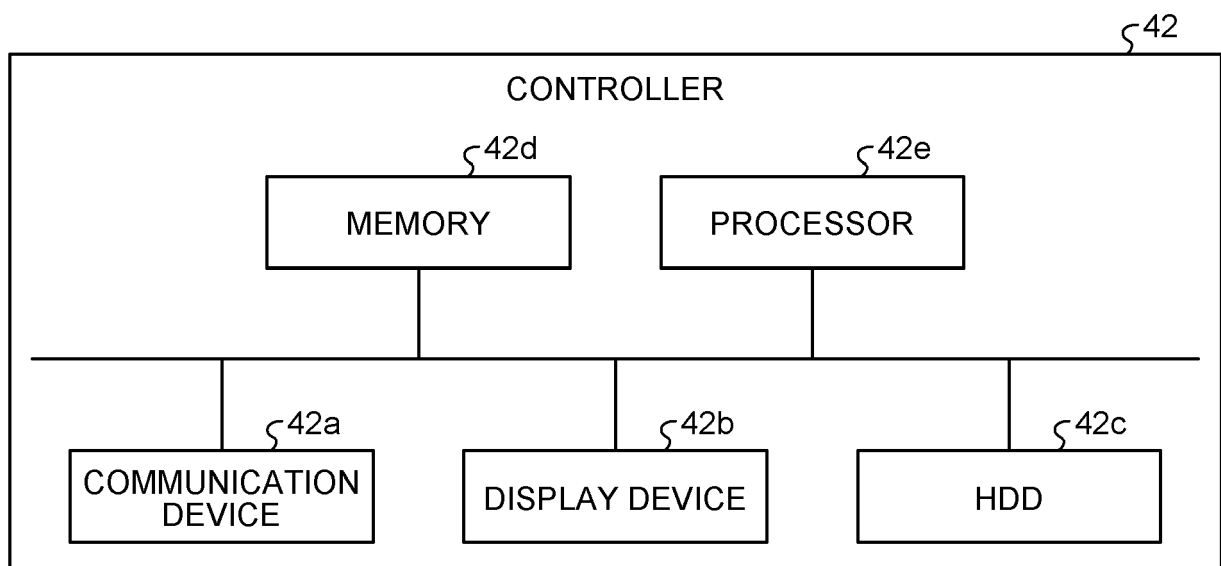 42
CONTROLLER
42d
42e
MEMORY
PROCESSOR
42a
42b
42c
COMMUNICATION
DEVICE
DISPLAY DEVICE
HDD